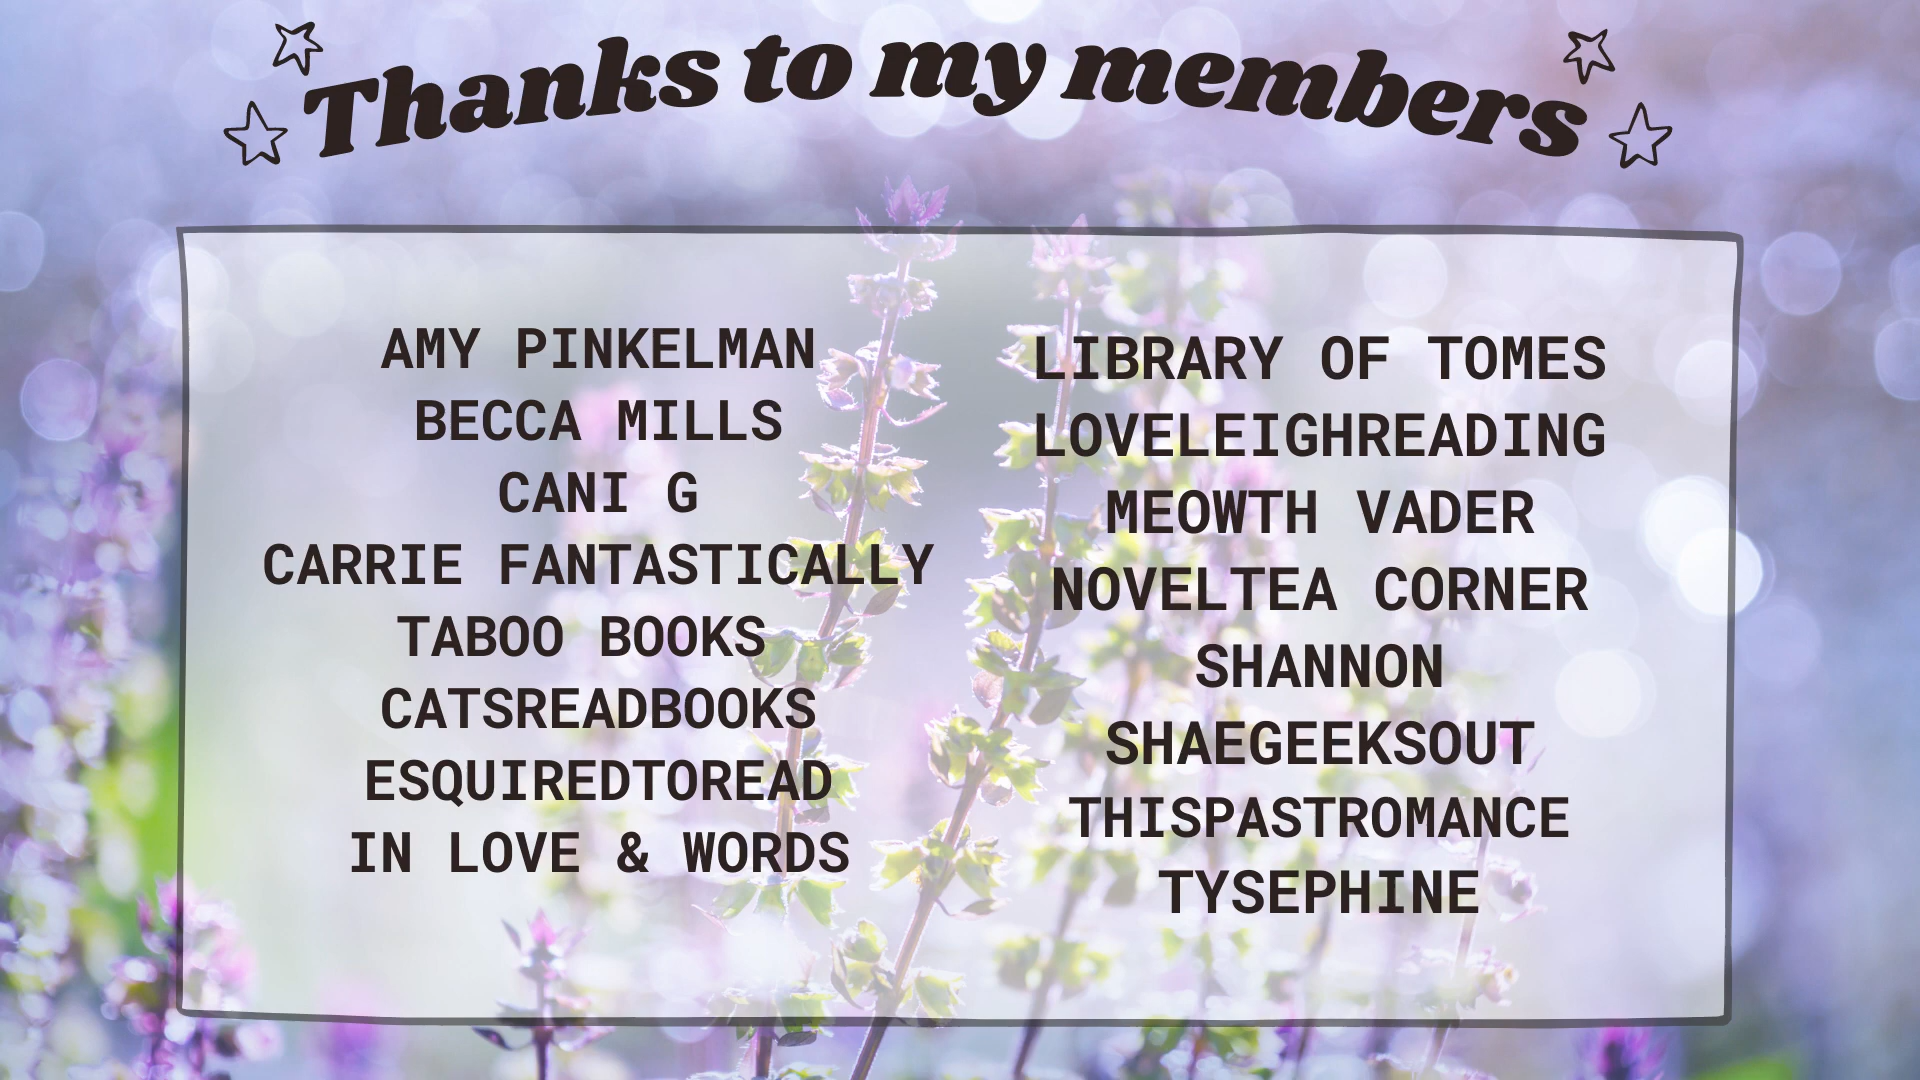 Thanks to my members
AMY PINKELMAN
BECCA MILLS
CANI G
CARRIE FANTASTICALLY
TABOO BOOKS
CATSREADBOOKS
ESQUIREDTOREAD
IN LOVE & WORDS
LIBRARY OF TOMES
LOVELEIGHREADING
MEOWTH VADER
NOVELTEA CORNER
SHANNON
SHAEGEEKSOUT
THISPASTROMANCE
TYSEPHINE